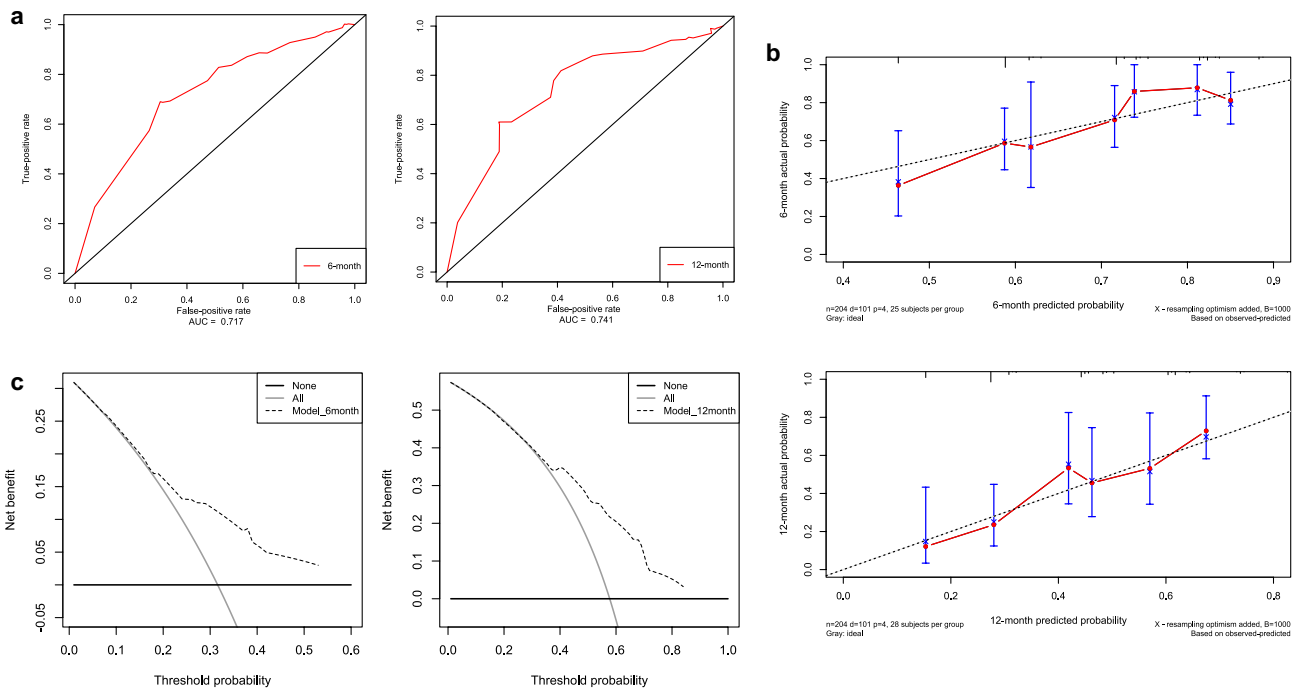 a
True-positive rate
0.0 0.2 0.4 0.6 0.8 1.0
0.0 0.2 0.4 0.6 0.8 1.0
6-month
False-positive rate
AUC = 0.717
True-positive rate
0.0 0.2 0.4 0.6 0.8 1.0
0.0 0.2 0.4 0.6 0.8 1.0
12-month
False-positive rate
AUC = 0.741
b
6-month actual probability
0.0 0.2 0.4 0.6 0.8 1.0
0.4 0.5 0.6 0.7 0.8 0.9
6-month predicted probability
n=204 d=101 p=4, 25 subjects per group
Gray: ideal
X - resampling optimism added, B=1000
Based on observed-predicted
12-month actual probability
0.0 0.2 0.4 0.6 0.8 1.0
0.0 0.2 0.4 0.6 0.8
12-month predicted probability
n=204 d=101 p=4, 28 subjects per group
Gray: ideal
X - resampling optimism added, B=1000
Based on observed-predicted
c
Net benefit
-0.05 0.05 0.15 0.25
None
All
Model_6month
0.0 0.1 0.2 0.3 0.4 0.5 0.6
Threshold probability
Net benefit
0.0 0.1 0.2 0.3 0.4 0.5
None
All
Model_12month
0.0 0.2 0.4 0.6 0.8 1.0
Threshold probability